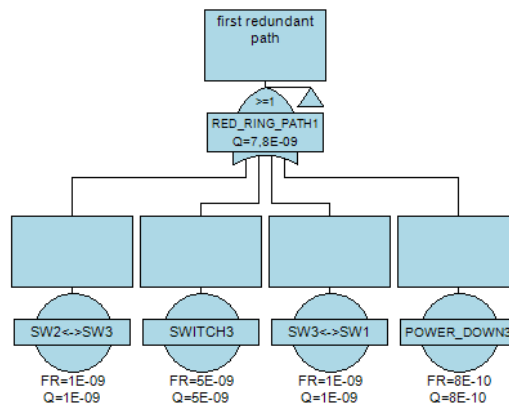 first redundant
path
>=1
RED_RING_PATH1
Q=7,8E-09
SW2<->SW3
SWITCH3
SW3<->SW1
POWER_DOWN3
FR=1E-09
Q=1E-09
FR=5E-09
Q=5E-09
FR=1E-09
Q=1E-09
FR=8E-10
Q=8E-10